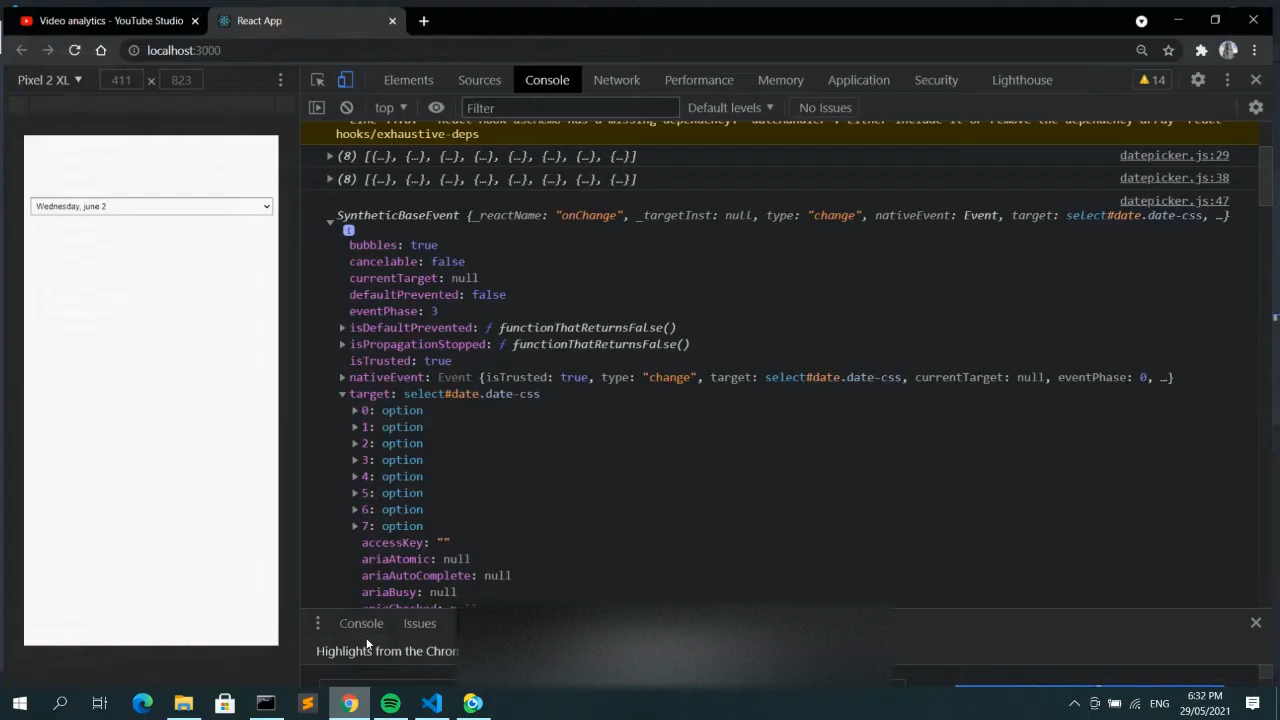 Video analytics - YouTube Studio
React App
localhost:3000
Pixel 2 XL
411 × 823
Elements
Sources
Console
Network
Performance
Memory
Application
Security
Lighthouse
14
top
Filter
Default levels
No Issues
hooks/exhaustive-deps
(8) [{…}, {…}, {…}, {…}, {…}, {…}, {…}, {…}] datepicker.js:29
(8) [{…}, {…}, {…}, {…}, {…}, {…}, {…}, {…}] datepicker.js:38
datepicker.js:47
SyntheticBaseEvent {_reactName: "onChange", _targetInst: null, type: "change", nativeEvent: Event, target: select#date.date-css, …}
i
bubbles: true
cancelable: false
currentTarget: null
defaultPrevented: false
eventPhase: 3
isDefaultPrevented: ƒ functionThatReturnsFalse()
isPropagationStopped: ƒ functionThatReturnsFalse()
isTrusted: true
nativeEvent: Event {isTrusted: true, type: "change", target: select#date.date-css, currentTarget: null, eventPhase: 0, …}
target: select#date.date-css
0: option
1: option
2: option
3: option
4: option
5: option
6: option
7: option
accessKey: ""
ariaAtomic: null
ariaAutoComplete: null
ariaBusy: null
Wednesday, june 2
Console
Issues
Highlights from the Chrom
ENG
6:32 PM
29/05/2021